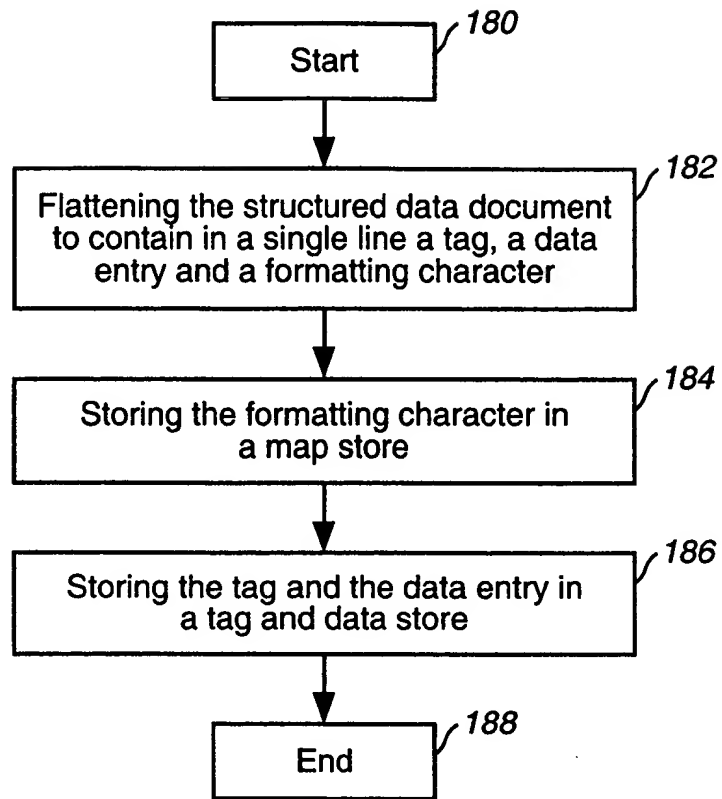 180
Start
182
Flattening the structured data document
to contain in a single line a tag, a data
entry and a formatting character
184
Storing the formatting character in
a map store
186
Storing the tag and the data entry in
a tag and data store
188
End